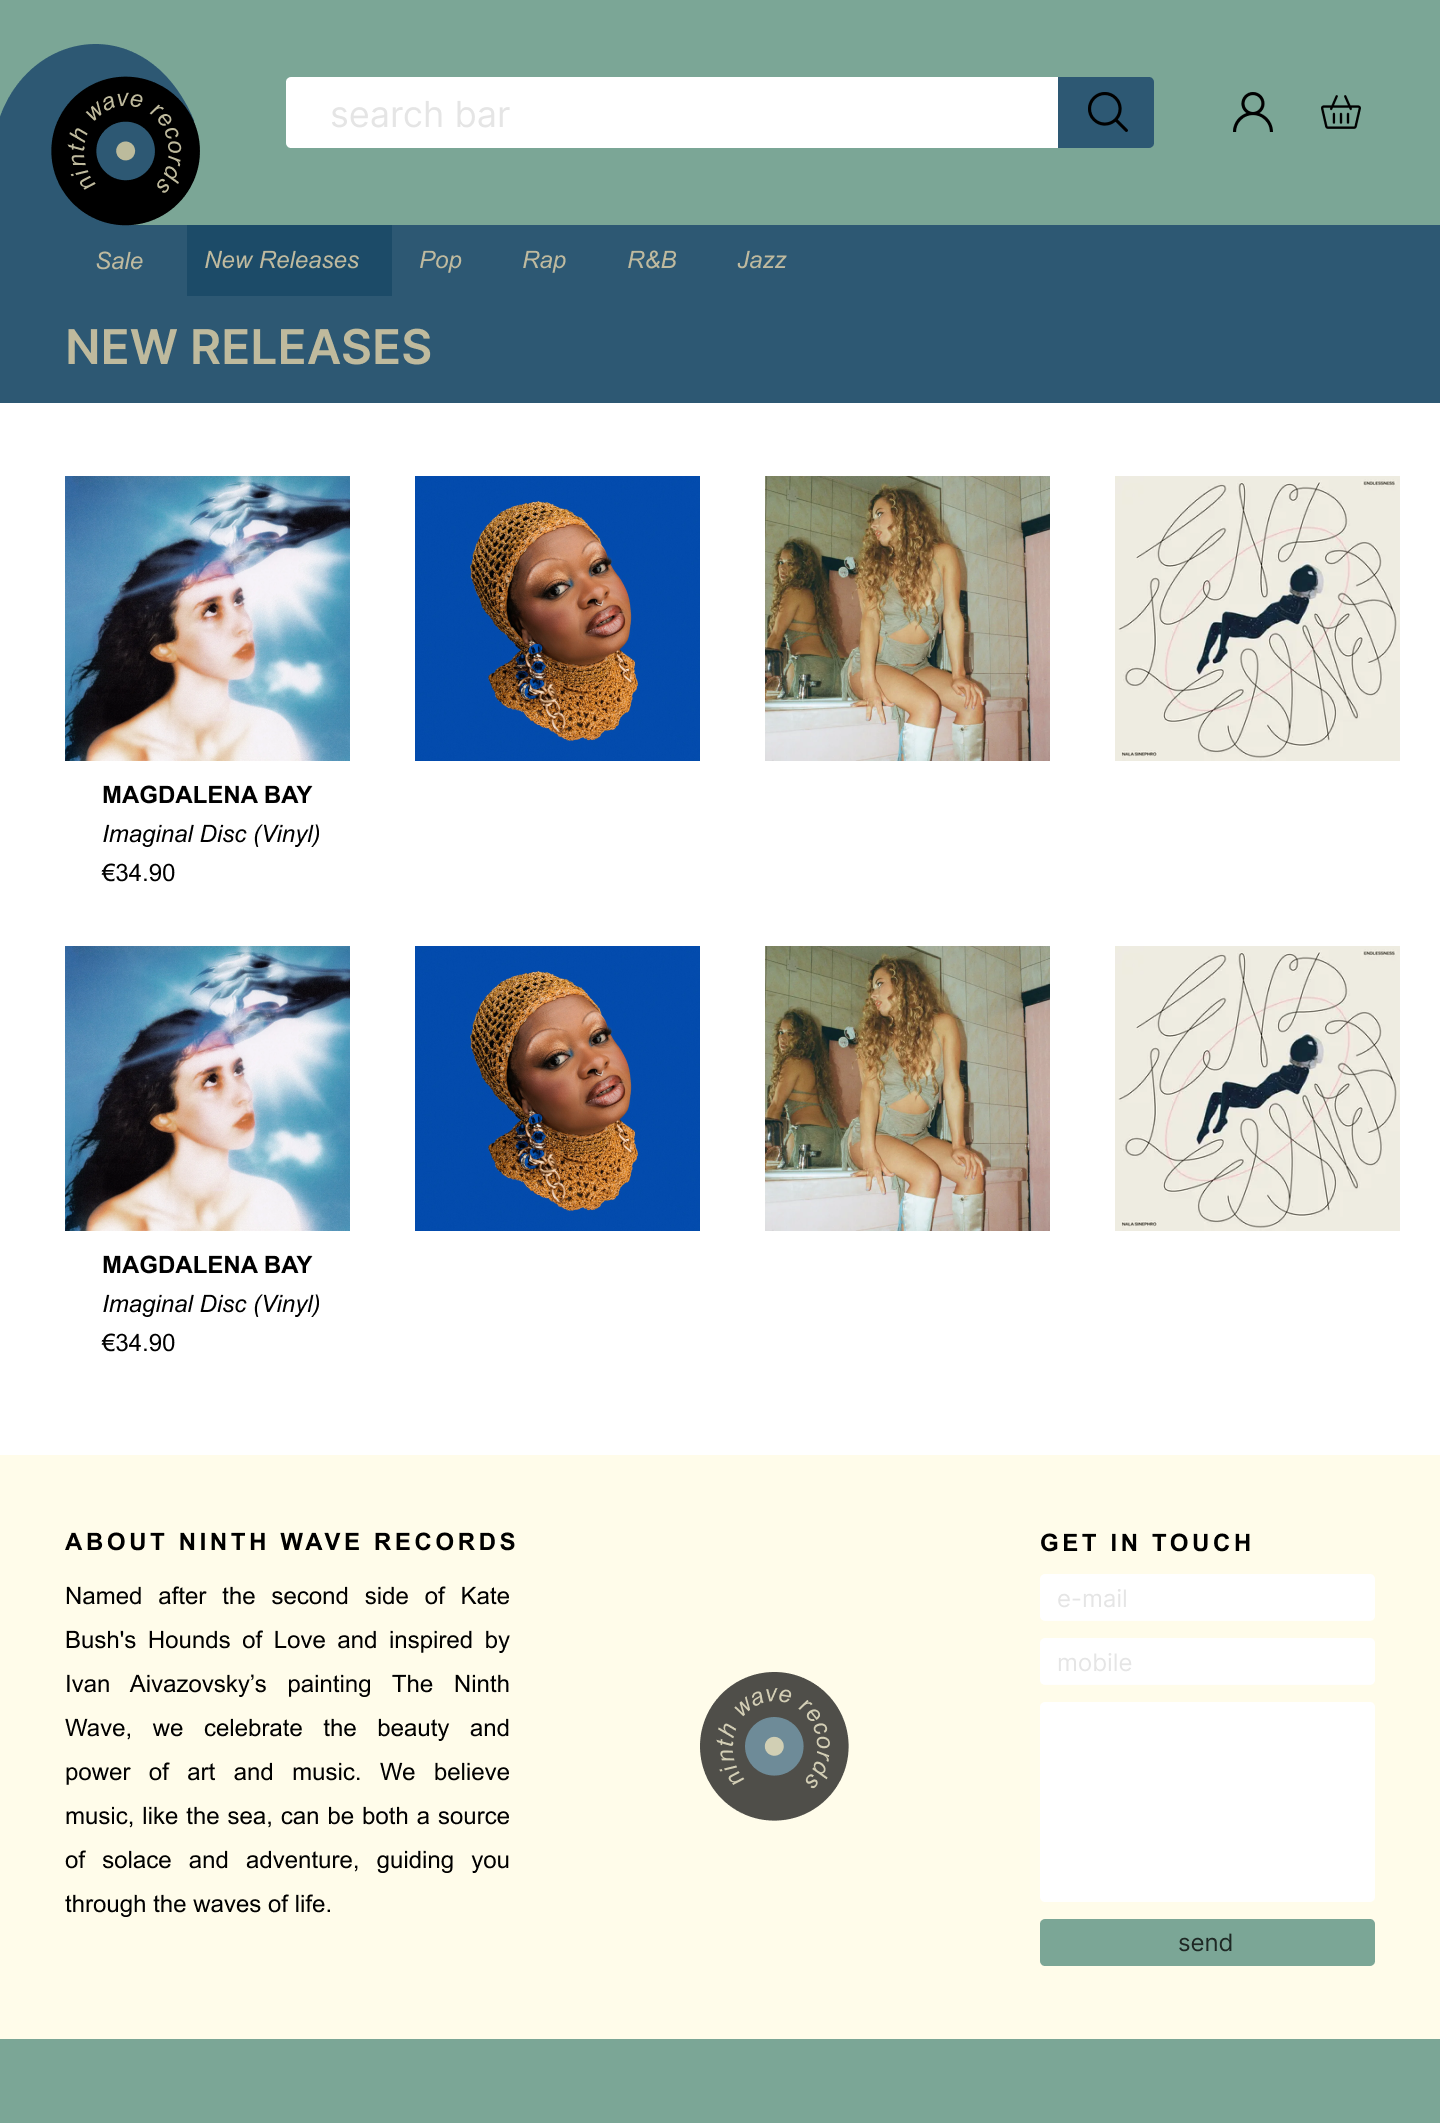 ninth wave records
search bar
Sale
New Releases
Pop
Rap
R&B
Jazz
NEW RELEASES
ENDLESSNESS
ENDLESSNESS
NALA SINEPHRO
MAGDALENA BAY
Imaginal Disc (Vinyl)
€34.90
ENDLESSNESS
ENDLESSNESS
NALA SINEPHRO
MAGDALENA BAY
Imaginal Disc (Vinyl)
€34.90
ABOUT NINTH WAVE RECORDS
Named after the second side of Kate
Bush's Hounds of Love and inspired by
Ivan Aivazovsky’s painting The Ninth
Wave, we celebrate the beauty and
power of art and music. We believe
music, like the sea, can be both a source
of solace and adventure, guiding you
through the waves of life.
ninth wave records
GET IN TOUCH
e-mail
mobile
send